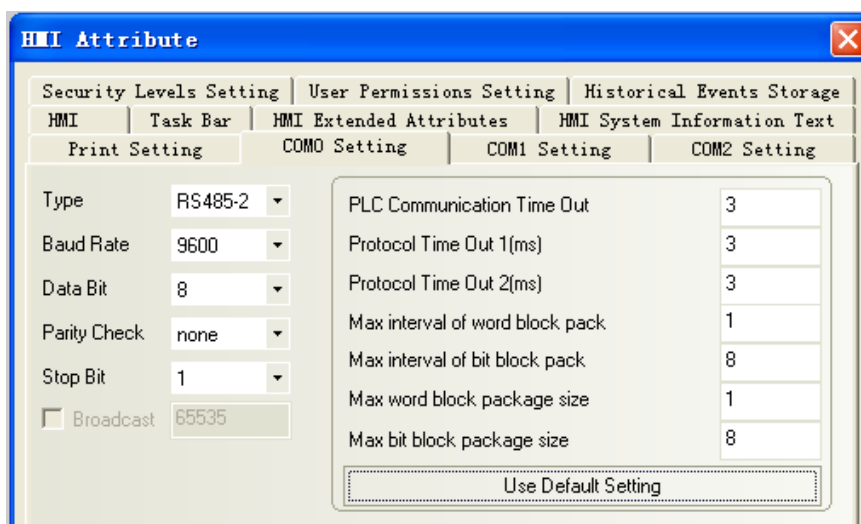 HMI Attribute
Security Levels Setting User Permissions Setting Historical Events Storage
HMI Task Bar HMI Extended Attributes HMI System Information Text
Print Setting COM0 Setting COM1 Setting COM2 Setting
Type RS485-2
Baud Rate 9600
Data Bit 8
Parity Check none
Stop Bit 1
Broadcast 65535
PLC Communication Time Out 3
Protocol Time Out 1(ms) 3
Protocol Time Out 2(ms) 3
Max interval of word block pack 1
Max interval of bit block pack 8
Max word block package size 1
Max bit block package size 8
Use Default Setting